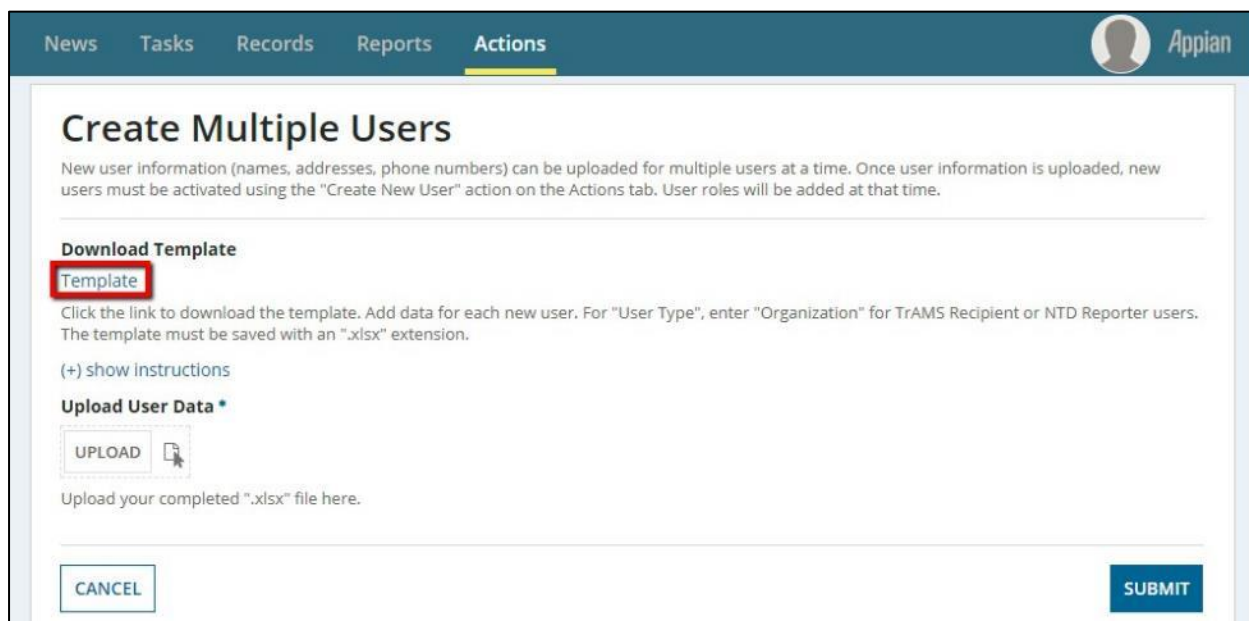 News Tasks Records Reports Actions Appian
Create Multiple Users
New user information (names, addresses, phone numbers) can be uploaded for multiple users at a time. Once user information is uploaded, new
users must be activated using the "Create New User" action on the Actions tab. User roles will be added at that time.
Download Template
Template
Click the link to download the template. Add data for each new user. For "User Type", enter "Organization" for TrAMS Recipient or NTD Reporter users.
The template must be saved with an ".xlsx" extension.
(+) show instructions
Upload User Data *
UPLOAD
Upload your completed ".xlsx" file here.
CANCEL SUBMIT